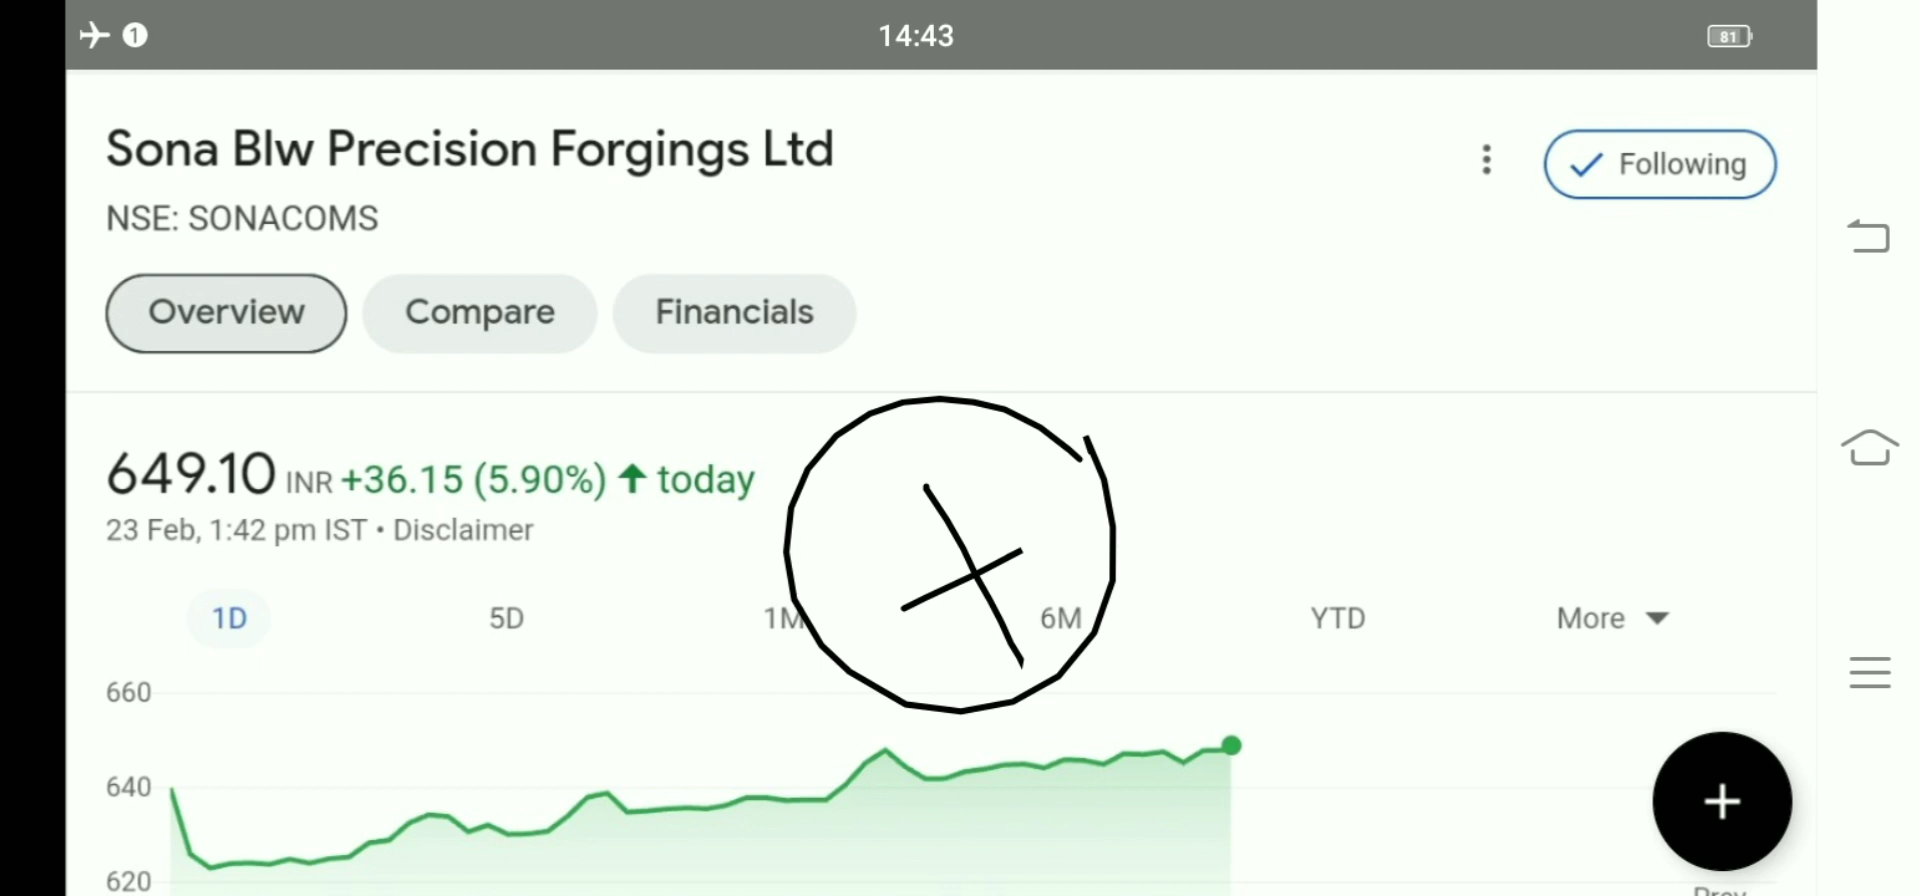 1 14:43 81
Sona Blw Precision Forgings Ltd
Following
NSE: SONACOMS
Overview Compare Financials
649.10 INR +36.15 (5.90%) ↑ today
23 Feb, 1:42 pm IST • Disclaimer
1D 5D 1M 6M YTD More
660
640
620